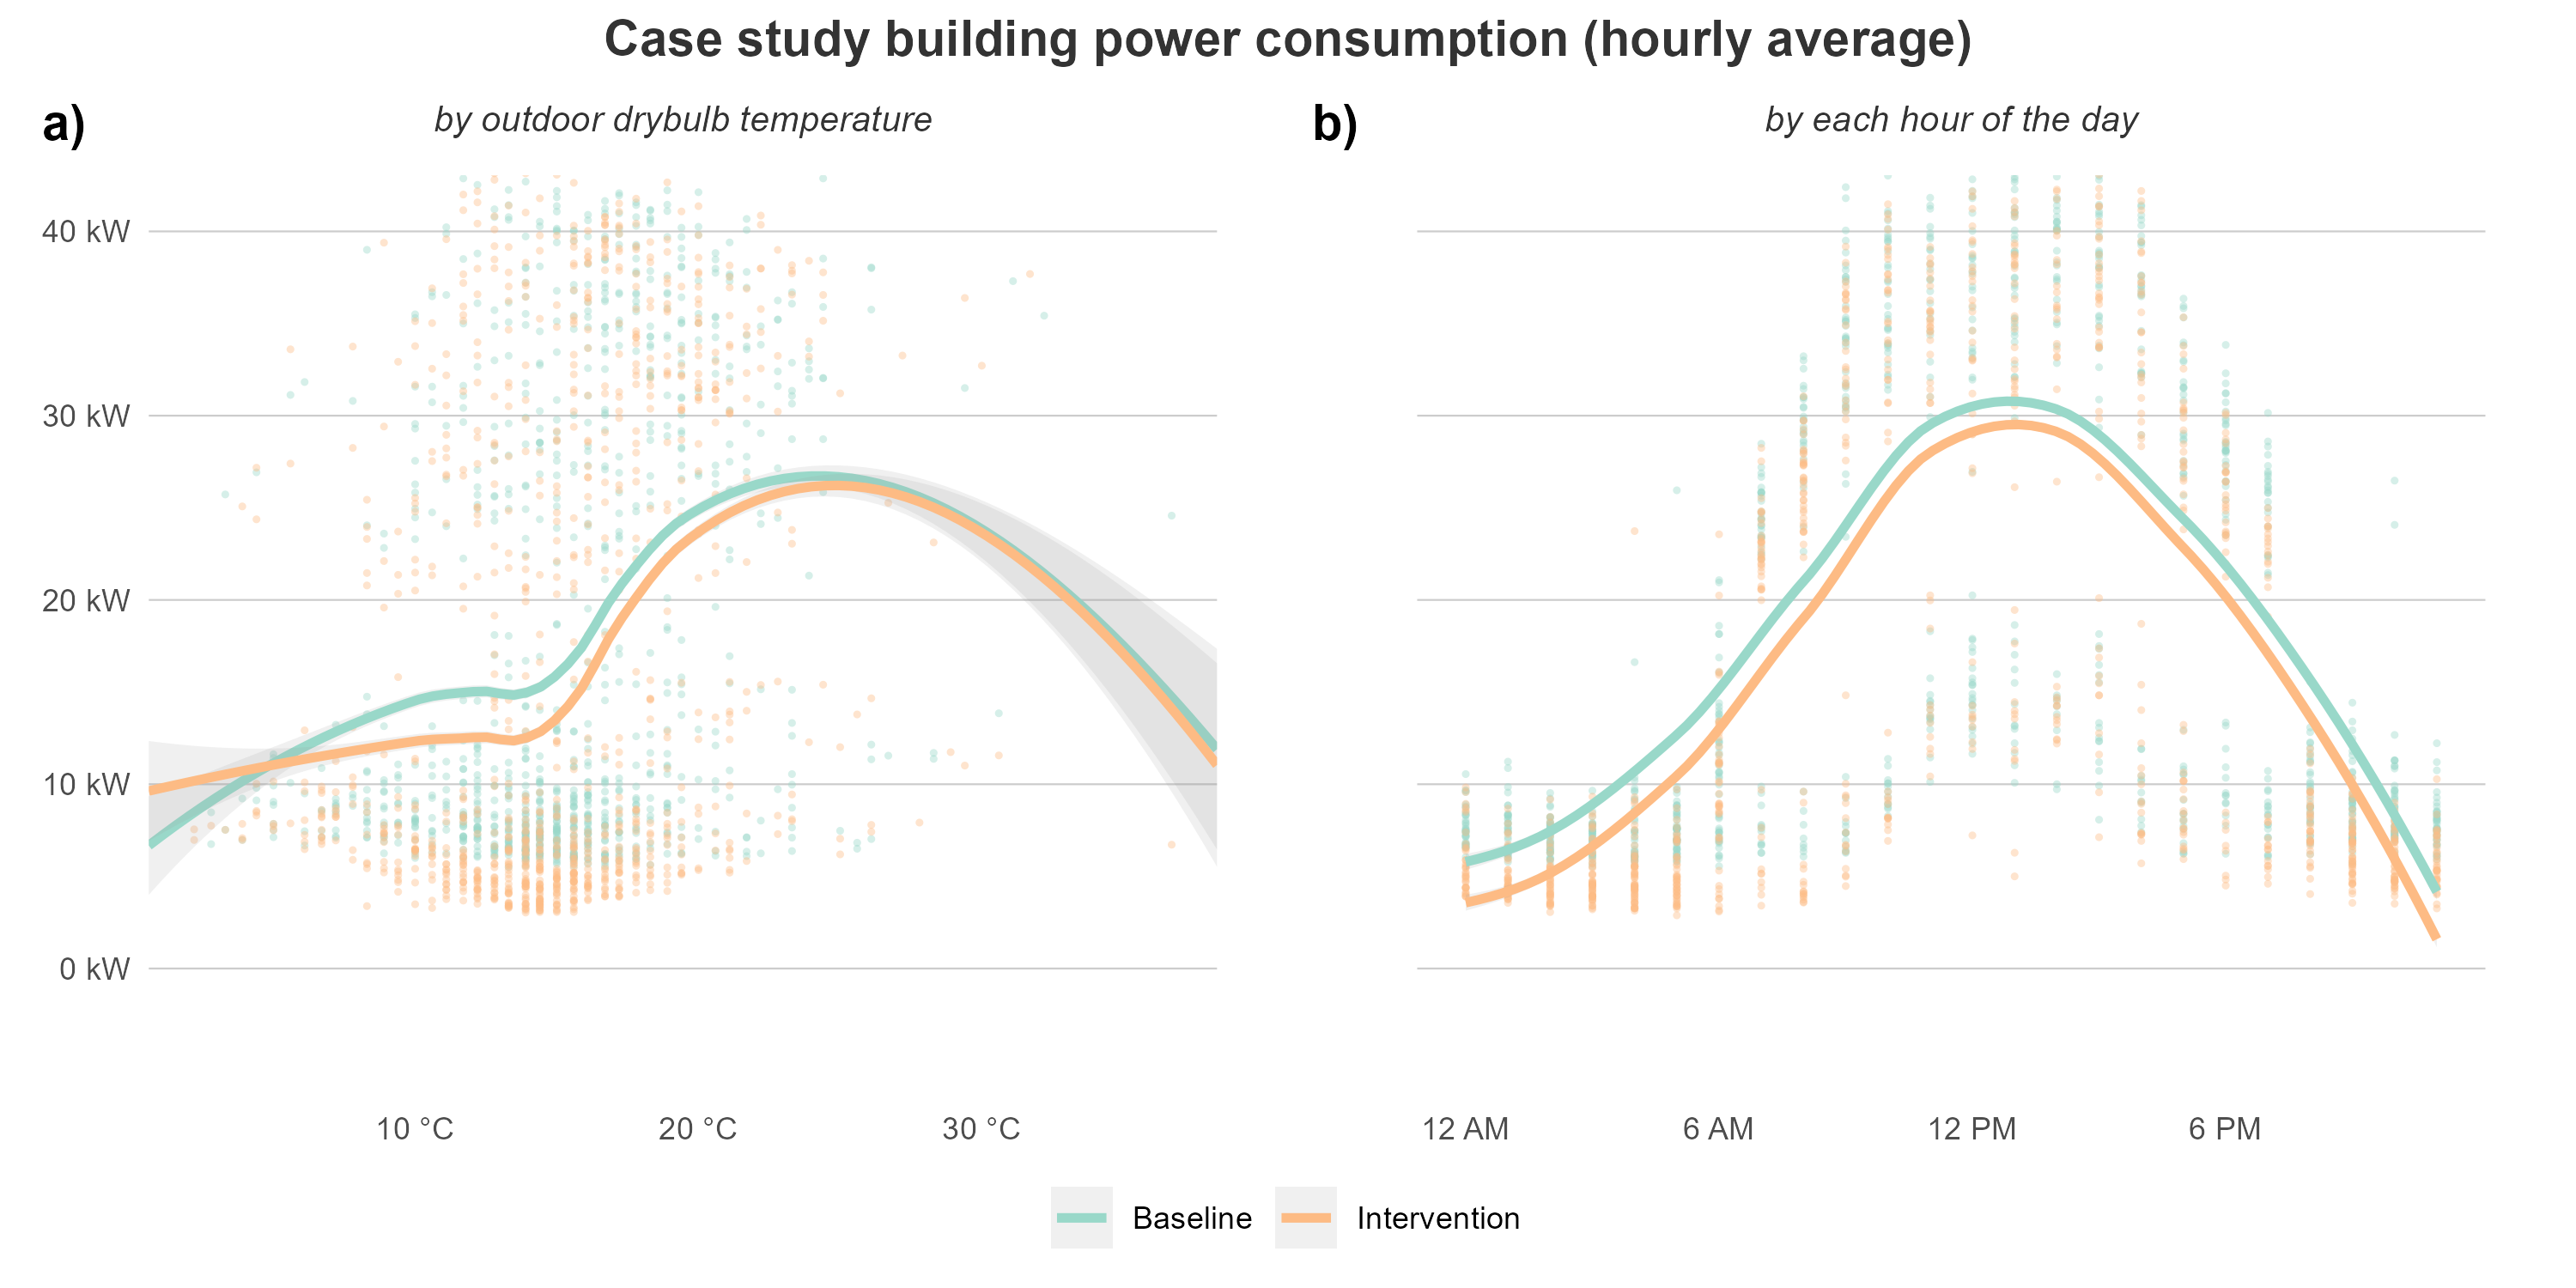 Case study building power consumption (hourly average)
a)
by outdoor drybulb temperature
b)
by each hour of the day
40 kW
30 kW
20 kW
10 kW
0 kW
10 °C
20 °C
30 °C
12 AM
6 AM
12 PM
6 PM
Baseline
Intervention